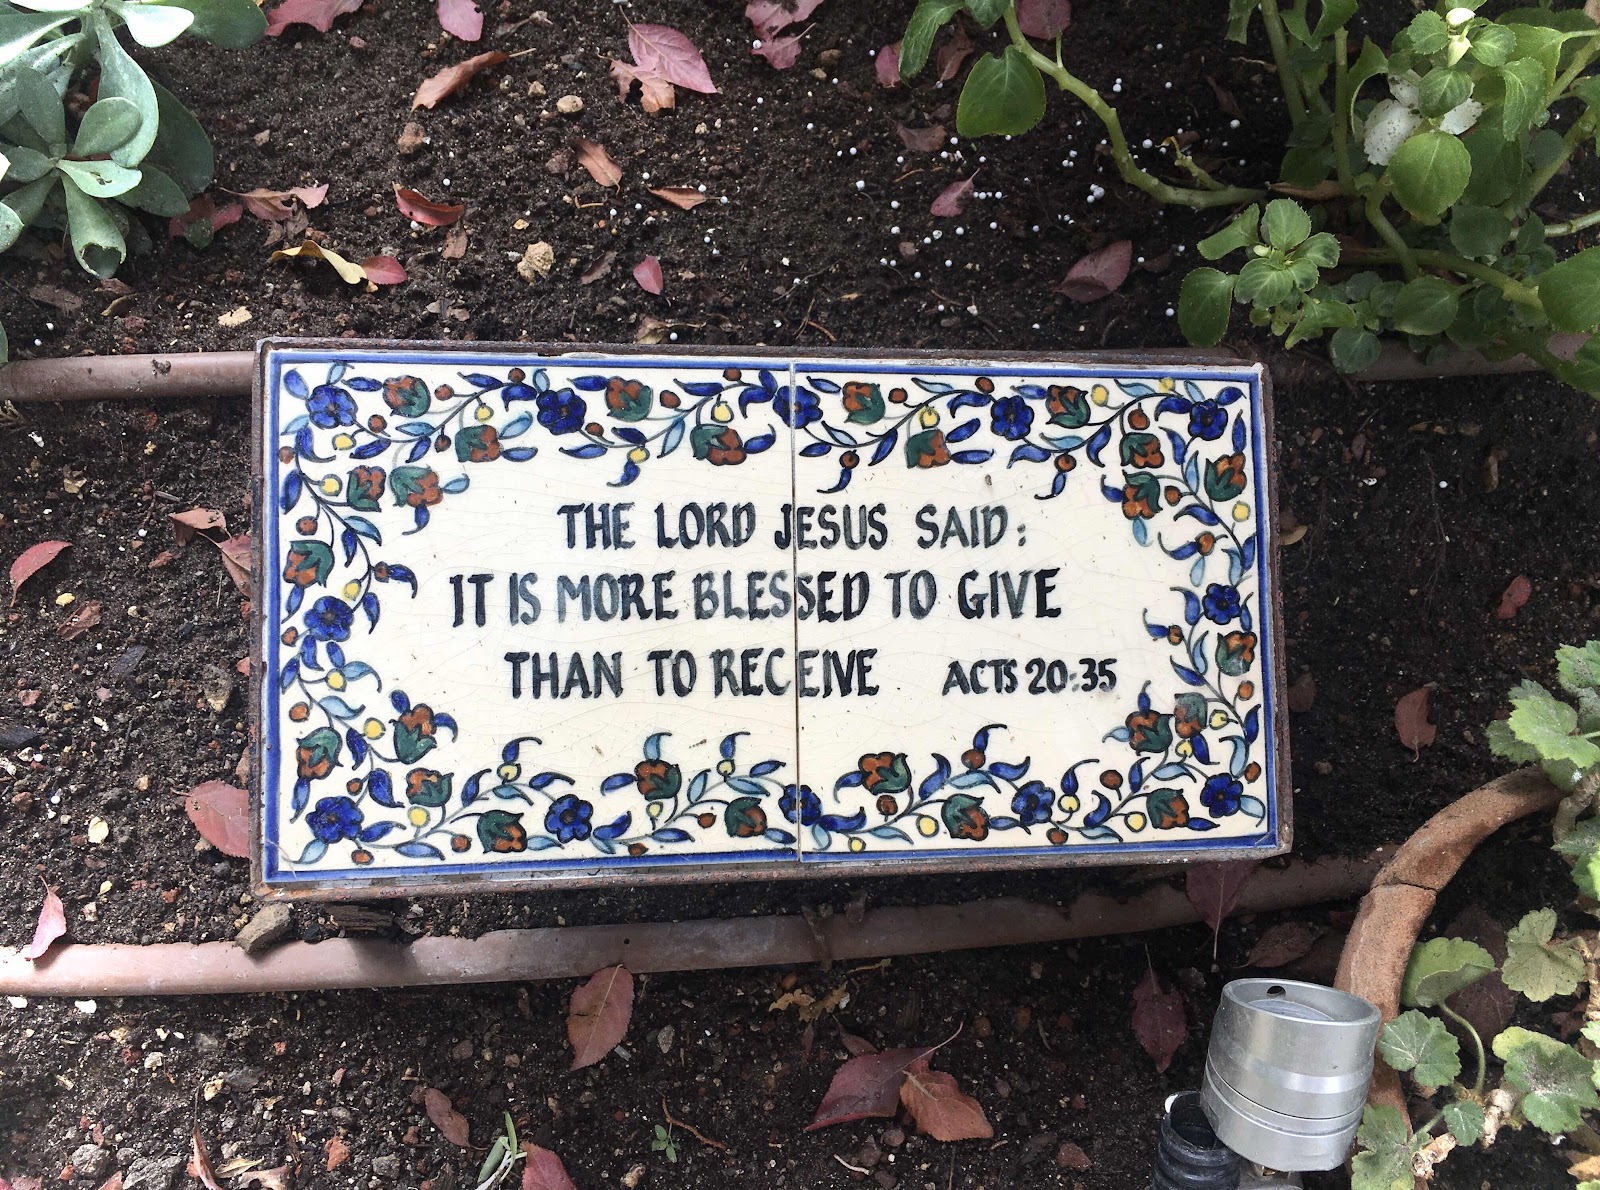 THE LORD JESUS SAID:
IT IS MORE BLESSED TO GIVE
THAN TO RECEIVE ACTS 20:35